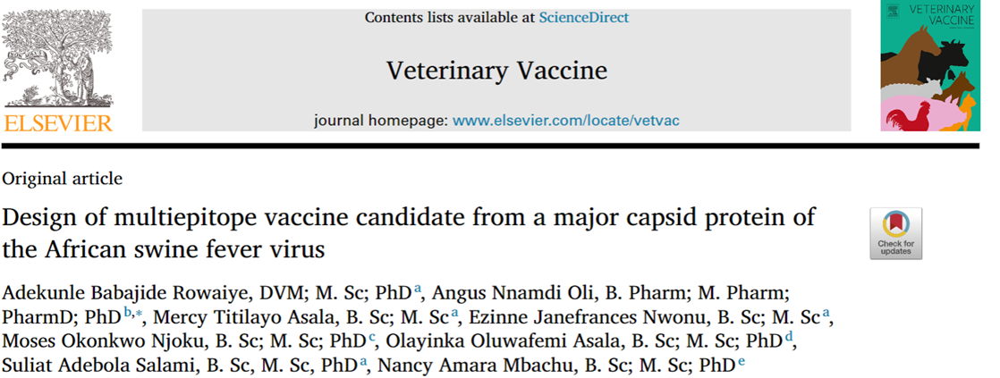 Contents lists available at ScienceDirect
VETERINARY
VACCINE
Veterinary Vaccine
ELSEVIER
journal homepage: www.elsevier.com/locate/vetvac
Original article
Design of multiepitope vaccine candidate from a major capsid protein of
the African swine fever virus
Check for
updates
Adekunle Babajide Rowaiye, DVM; M. Sc; PhD a, Angus Nnamdi Oli, B. Pharm; M. Pharm;
PharmD; PhD b,*, Mercy Titilayo Asala, B. Sc; M. Sc a, Ezinne Janefrances Nwonu, B. Sc; M. Sc a,
Moses Okonkwo Njoku, B. Sc; M. Sc; PhD c, Olayinka Oluwafemi Asala, B. Sc; M. Sc; PhD d,
Suliat Adebola Salami, B. Sc, M. Sc, PhD a, Nancy Amara Mbachu, B. Sc; M. Sc; PhD e